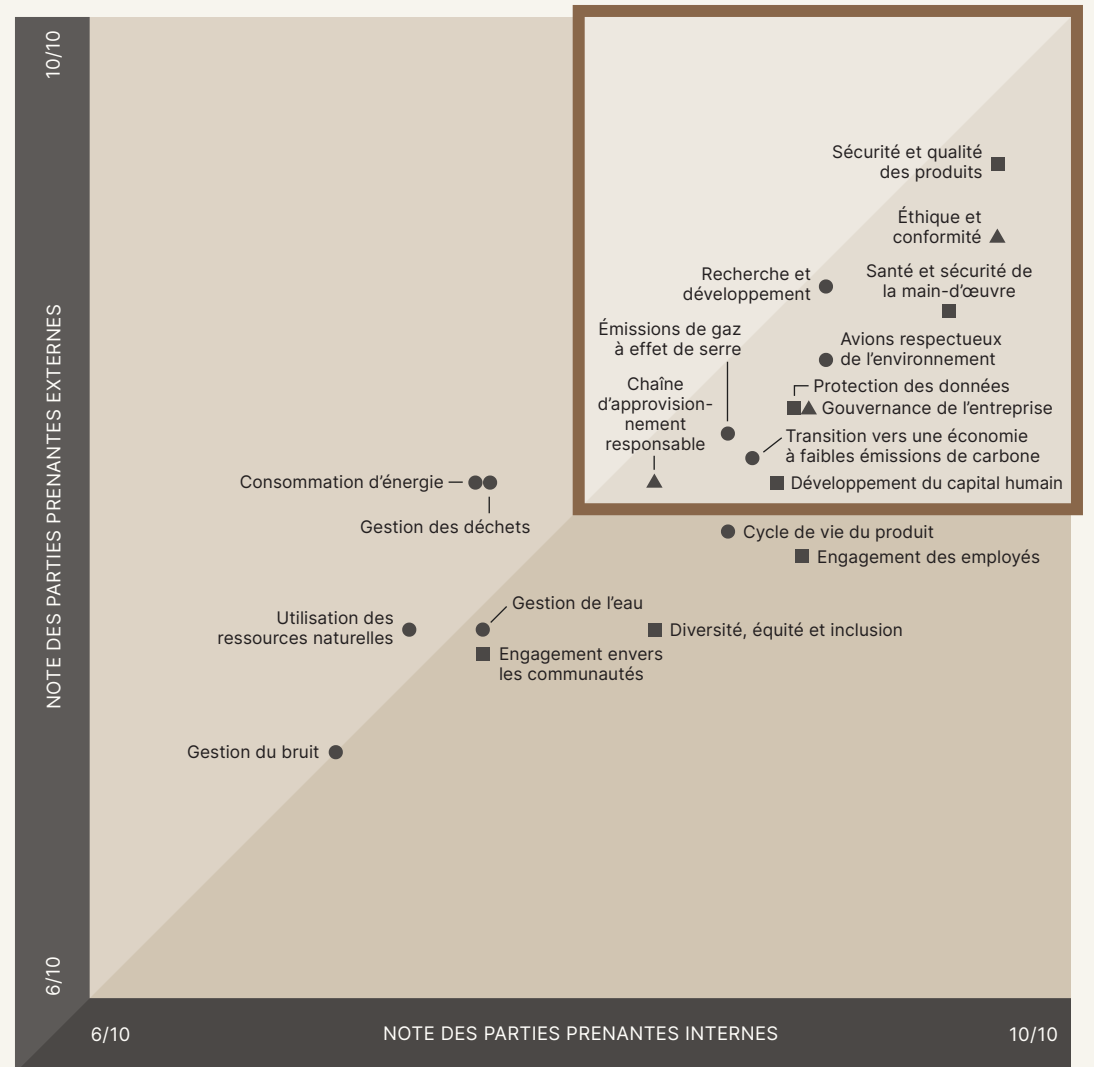 10/10
NOTE DES PARTIES PRENANTES EXTERNES
6/10
Sécurité et qualité
des produits
Éthique et
conformité
Santé et sécurité de
la main-d’œuvre
Recherche et
développement
Émissions de gaz
à effet de serre
Avions respectueux
de l’environnement
Chaîne
d’approvision-
nement
responsable
Protection des données
Gouvernance de l’entreprise
Transition vers une économie
à faibles émissions de carbone
Développement du capital humain
Consommation d’énergie
Gestion des déchets
Cycle de vie du produit
Engagement des employés
Gestion de l’eau
Utilisation des
ressources naturelles
Diversité, équité et inclusion
Engagement envers
les communautés
Gestion du bruit
6/10
NOTE DES PARTIES PRENANTES INTERNES
10/10